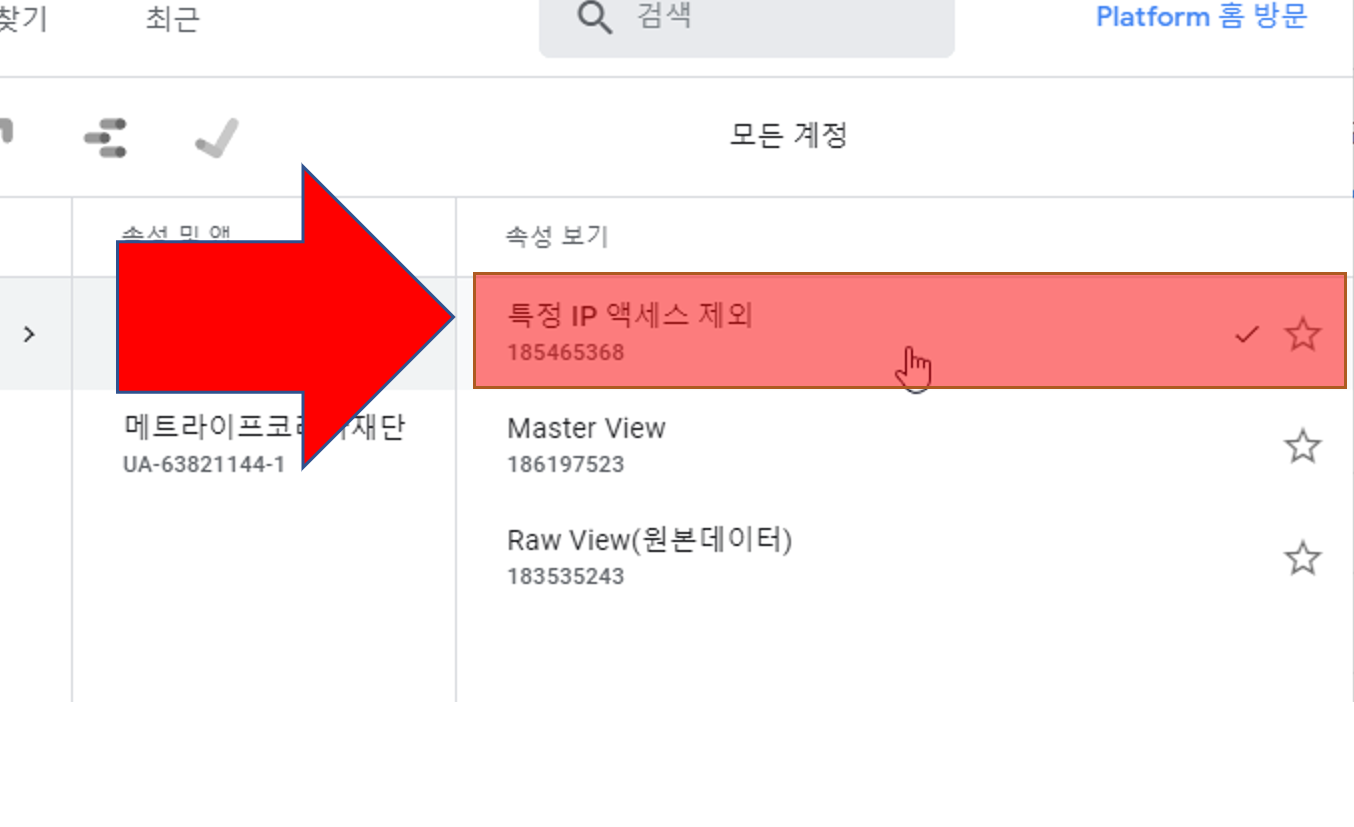 찾기
최근
검색
Platform 홈 방문
모든 계정
속성 및 앱
속성 보기
특정 IP 액세스 제외
185465368
메트라이프코
재단
UA-63821144-1
Master View
186197523
Raw View(원본데이터)
183535243